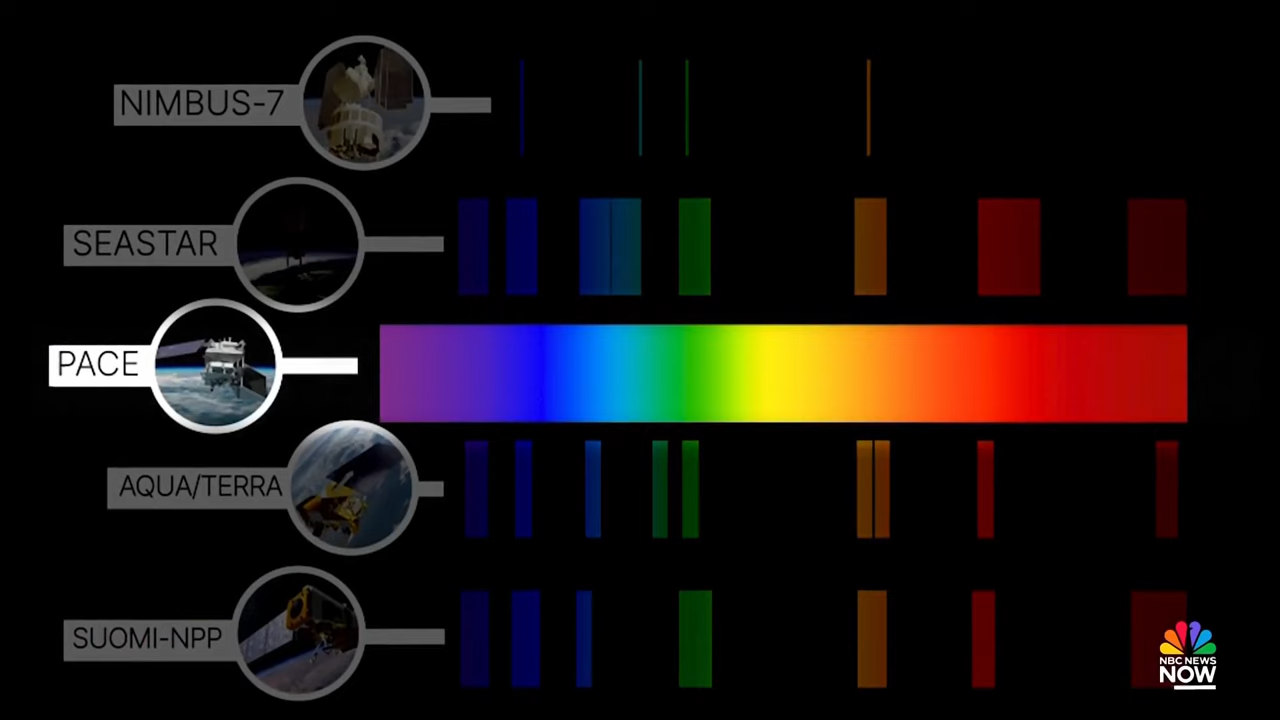 NIMBUS-7
SEASTAR
PACE
AQUA/TERRA
SUOMI-NPP
NBC NEWS
NOW